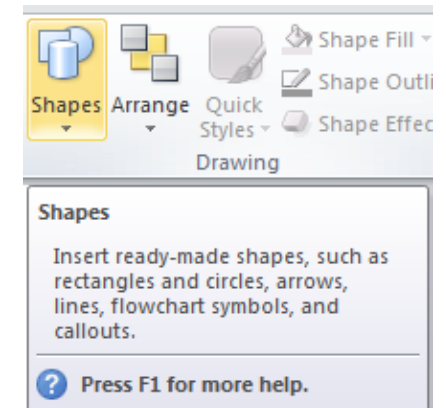 Shape Fill
Shape Outli
Shapes Arrange Quick
Styles Shape Effec
Drawing
Shapes
Insert ready-made shapes, such as
rectangles and circles, arrows,
lines, flowchart symbols, and
callouts.
Press F1 for more help.